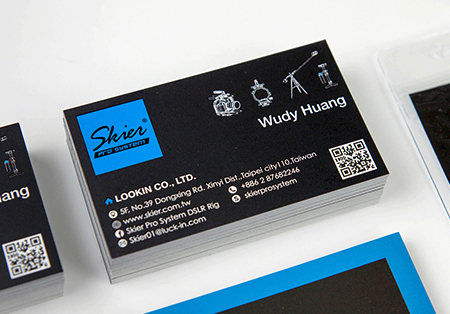 Skier®
PRO SYSTEM
Wudy Huang
LOOKIN CO., LTD.
5F. No.39 Dongxing Rd. Xinyi Dist.,Taipei city110,Taiwan
www.skier.com.tw
+886 2 87682246
Skier Pro System DSLR Rig
skierprosystem
Skier01@luck-in.com
ang